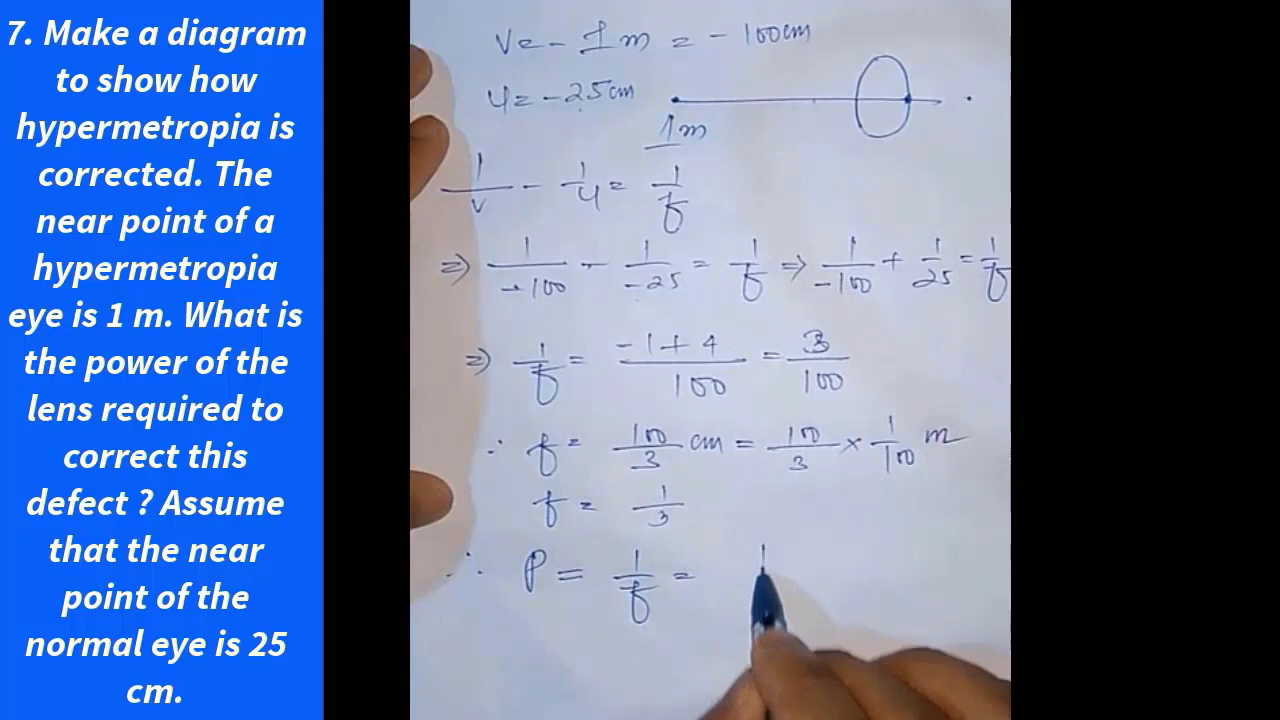 7. Make a diagram
to show how
hypermetropia is
corrected. The
near point of a
hypermetropia
eye is 1 m. What is
the power of the
lens required to
correct this
defect ? Assume
that the near
point of the
normal eye is 25
cm.
V = - 1 m = - 100cm
u = - 25cm
1m
1/v - 1/u = 1/f
⇒ 1/-100 - 1/-25 = 1/f ⇒ 1/-100 + 1/25 = 1/f
⇒ 1/f = -1+4/100 = 3/100
∴ f = 100/3 cm = 100/3 × 1/100 m
f = 1/3
∴ P = 1/f = 1